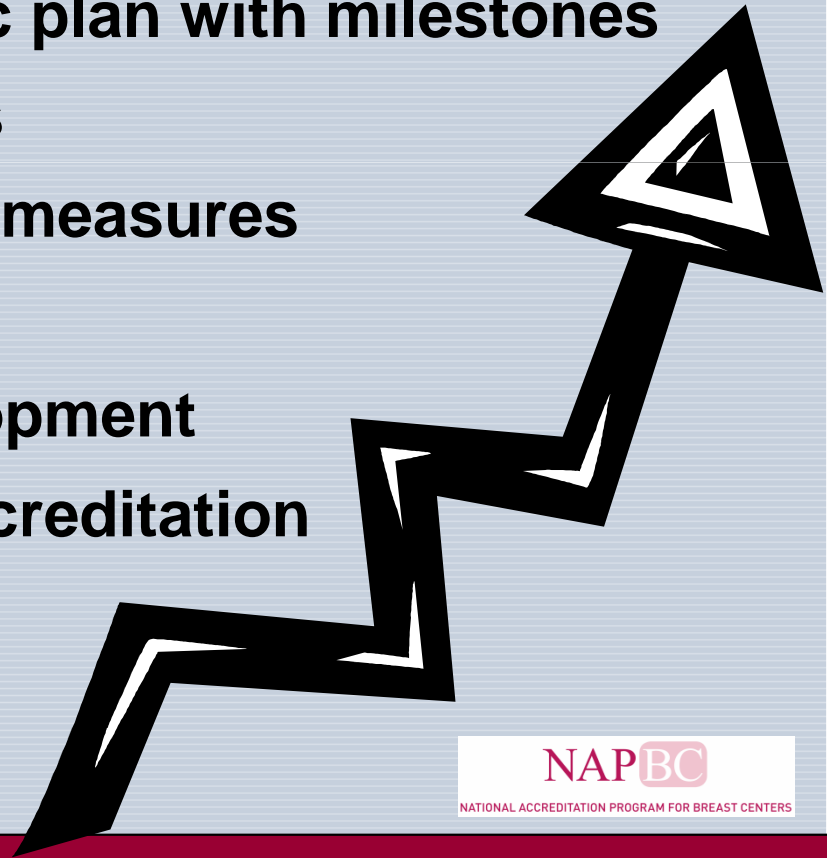 c plan with milestones
s
measures
opment
creditation
NAPBC
NATIONAL ACCREDITATION PROGRAM FOR BREAST CENTERS